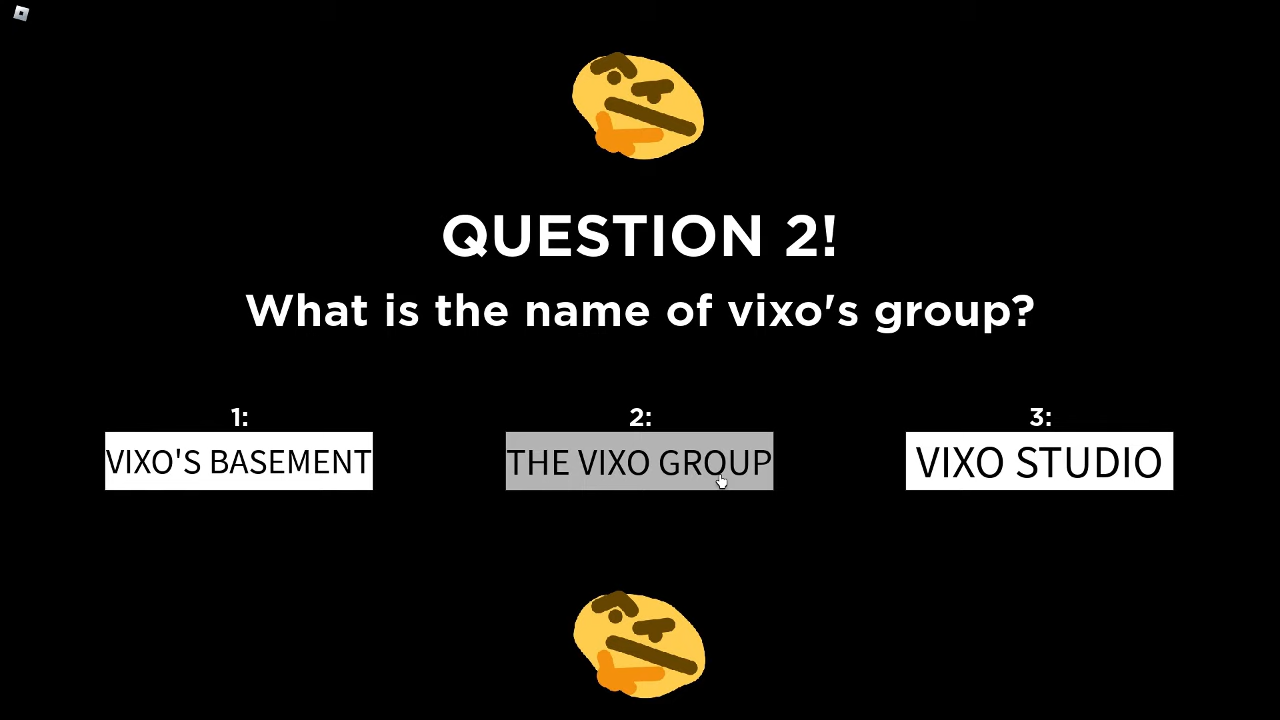 QUESTION 2!
What is the name of vixo's group?
1:
VIXO'S BASEMENT
2:
THE VIXO GROUP
3:
VIXO STUDIO